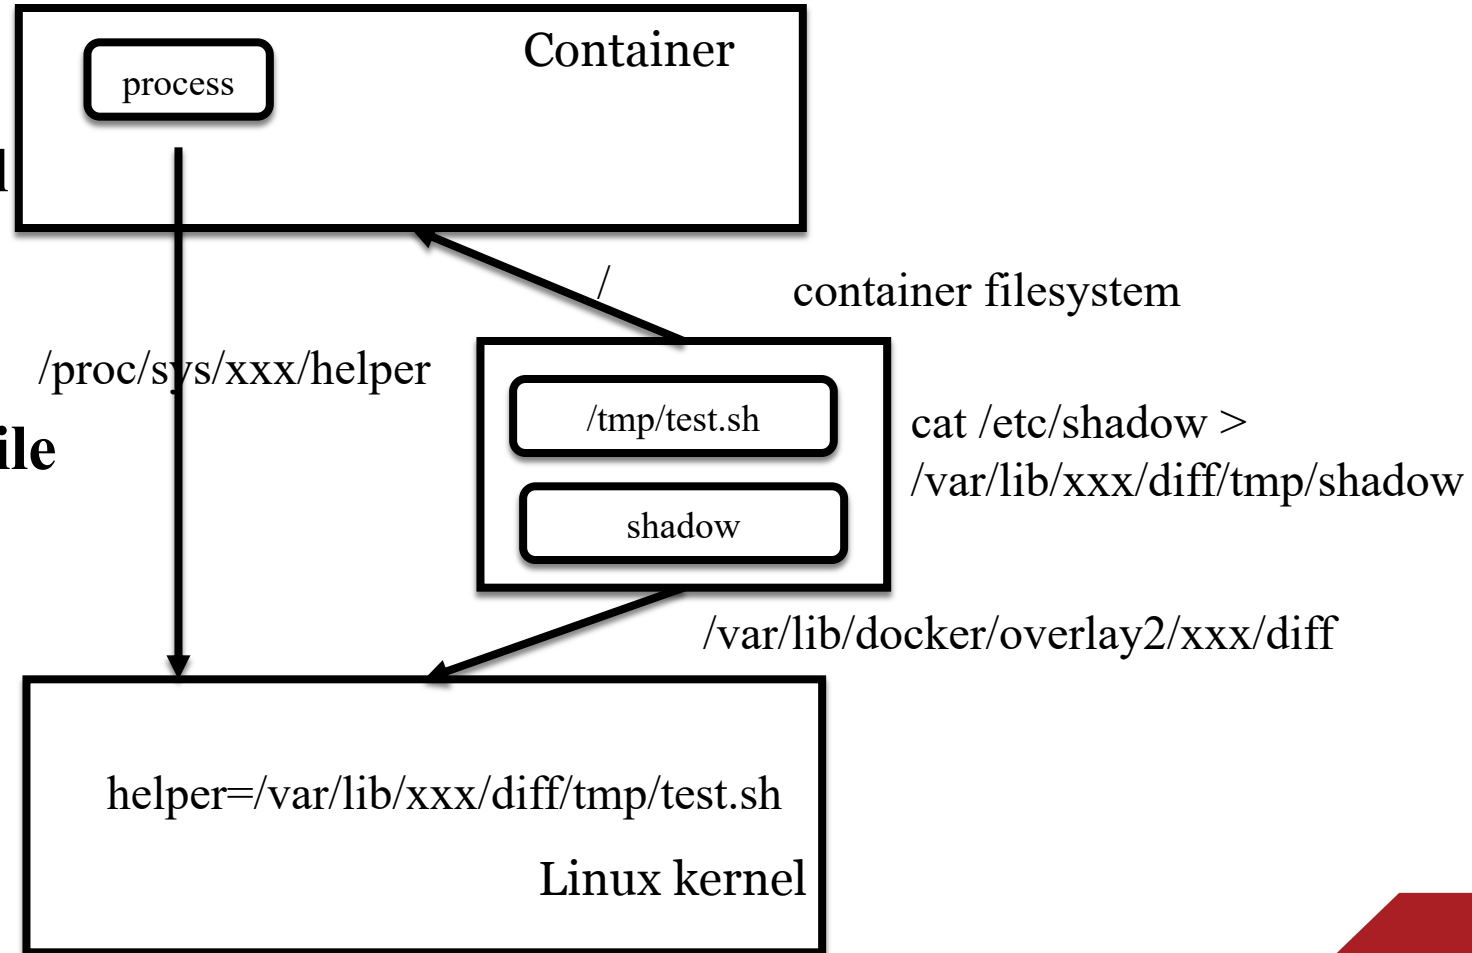 Container
process
/
container filesystem
/proc/sys/xxx/helper
/tmp/test.sh
cat /etc/shadow >
/var/lib/xxx/diff/tmp/shadow
shadow
/var/lib/docker/overlay2/xxx/diff
helper=/var/lib/xxx/diff/tmp/test.sh
Linux kernel